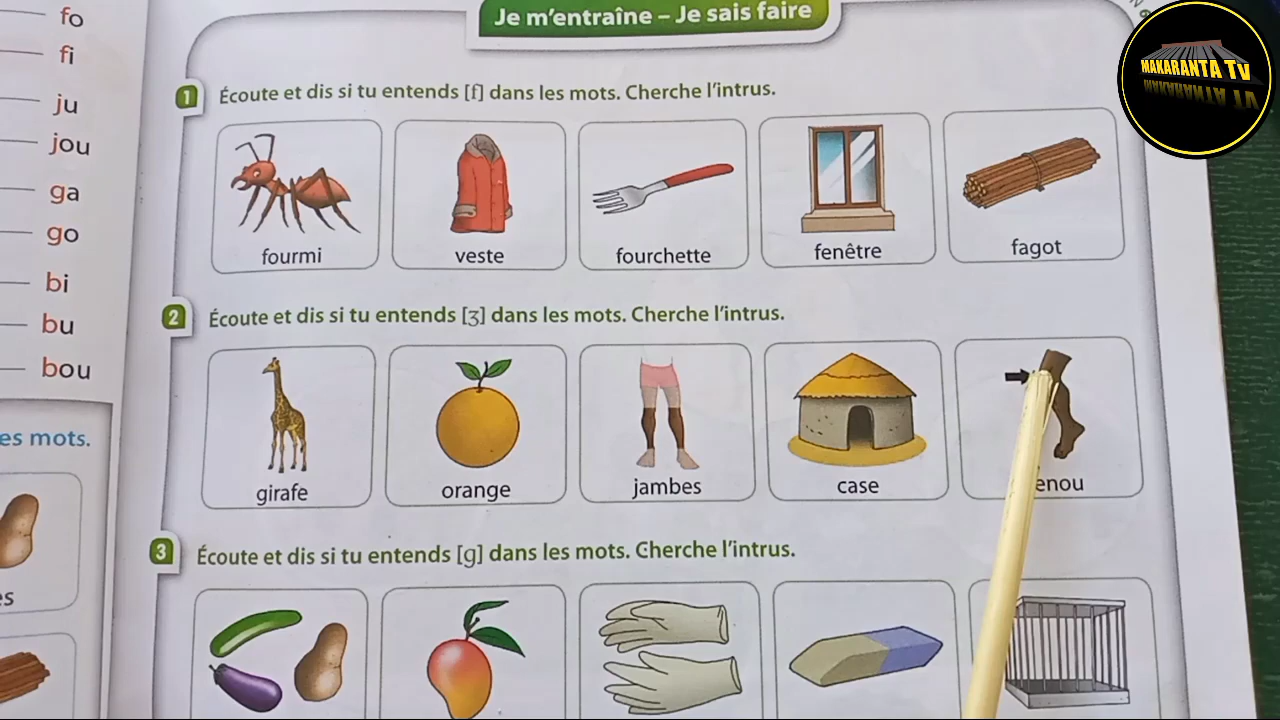 fo
fi
ju
jou
ga
go
bi
bu
bou
es mots.
es
Je m'entraîne – Je sais faire
MAKARANTA TV
1 Écoute et dis si tu entends [f] dans les mots. Cherche l'intrus.
fourmi veste fourchette fenêtre fagot
2 Écoute et dis si tu entends [ʒ] dans les mots. Cherche l'intrus.
girafe orange jambes case enou
3 Écoute et dis si tu entends [g] dans les mots. Cherche l'intrus.